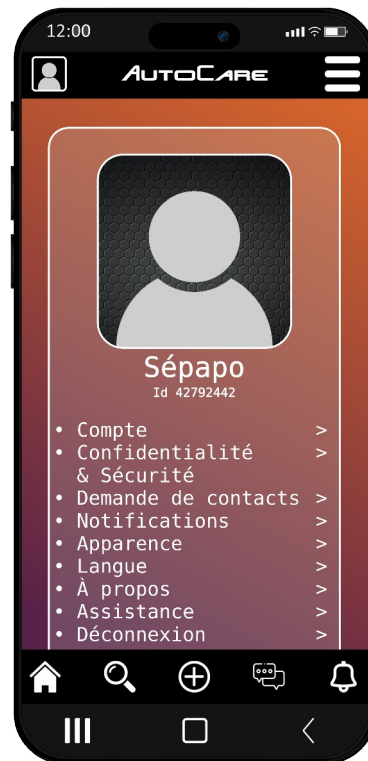 12:00
AUTOCARE
Sépapo
Id 42792442
• Compte >
• Confidentialité >
& Sécurité
• Demande de contacts >
• Notifications >
• Apparence >
• Langue >
• À propos >
• Assistance >
• Déconnexion >